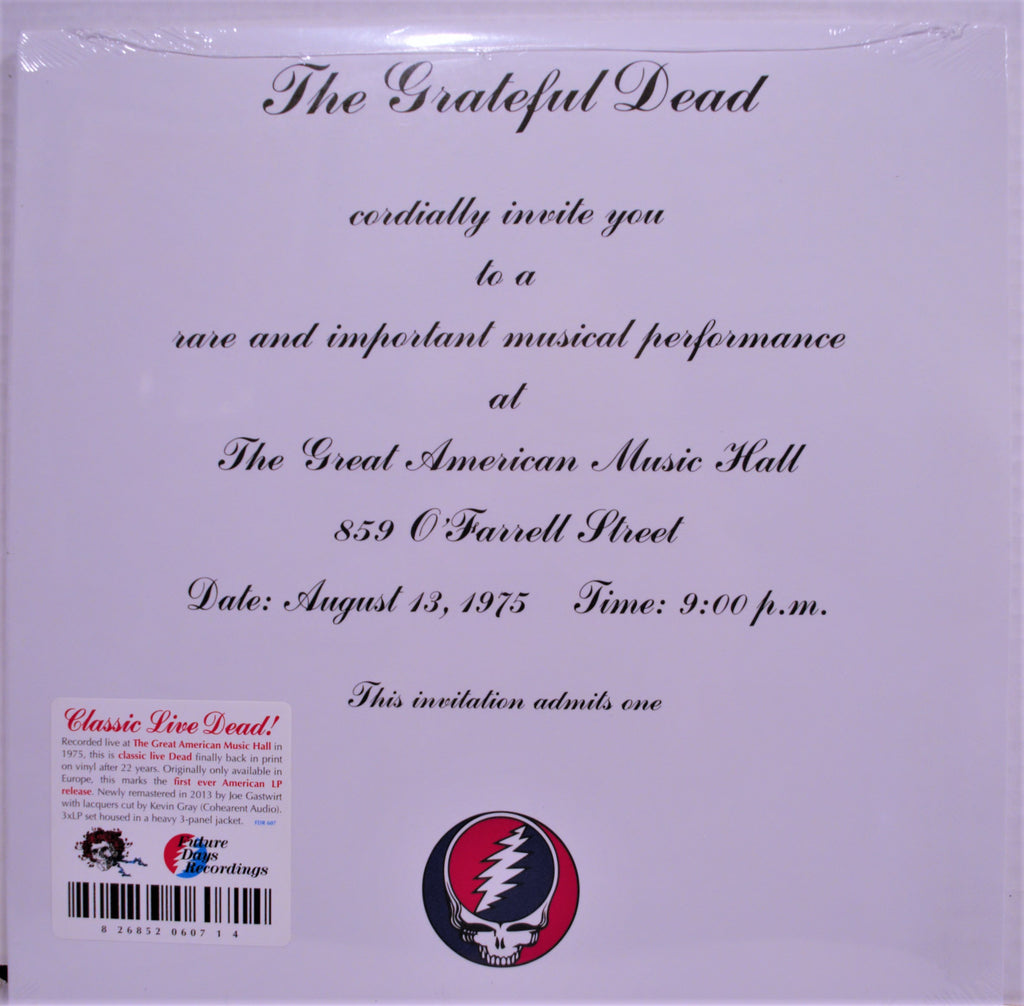 The Grateful Dead
cordially invite you
to a
rare and important musical performance
at
The Great American Music Hall
859 O'Farrell Street
Date: August 13, 1975 Time: 9:00 p.m.
This invitation admits one
Classic Live Dead!
Recorded live at The Great American Music Hall in
1975, this is classic live Dead finally back in print
on vinyl after 22 years. Originally only available in
Europe, this marks the first ever American LP
release. Newly remastered in 2013 by Joe Gastwirt
with lacquers cut by Kevin Gray (Cohearent Audio).
3xLP set housed in a heavy 3-panel jacket. FDR 607
Future
Days
Recordings
8 26852 0607 1 4